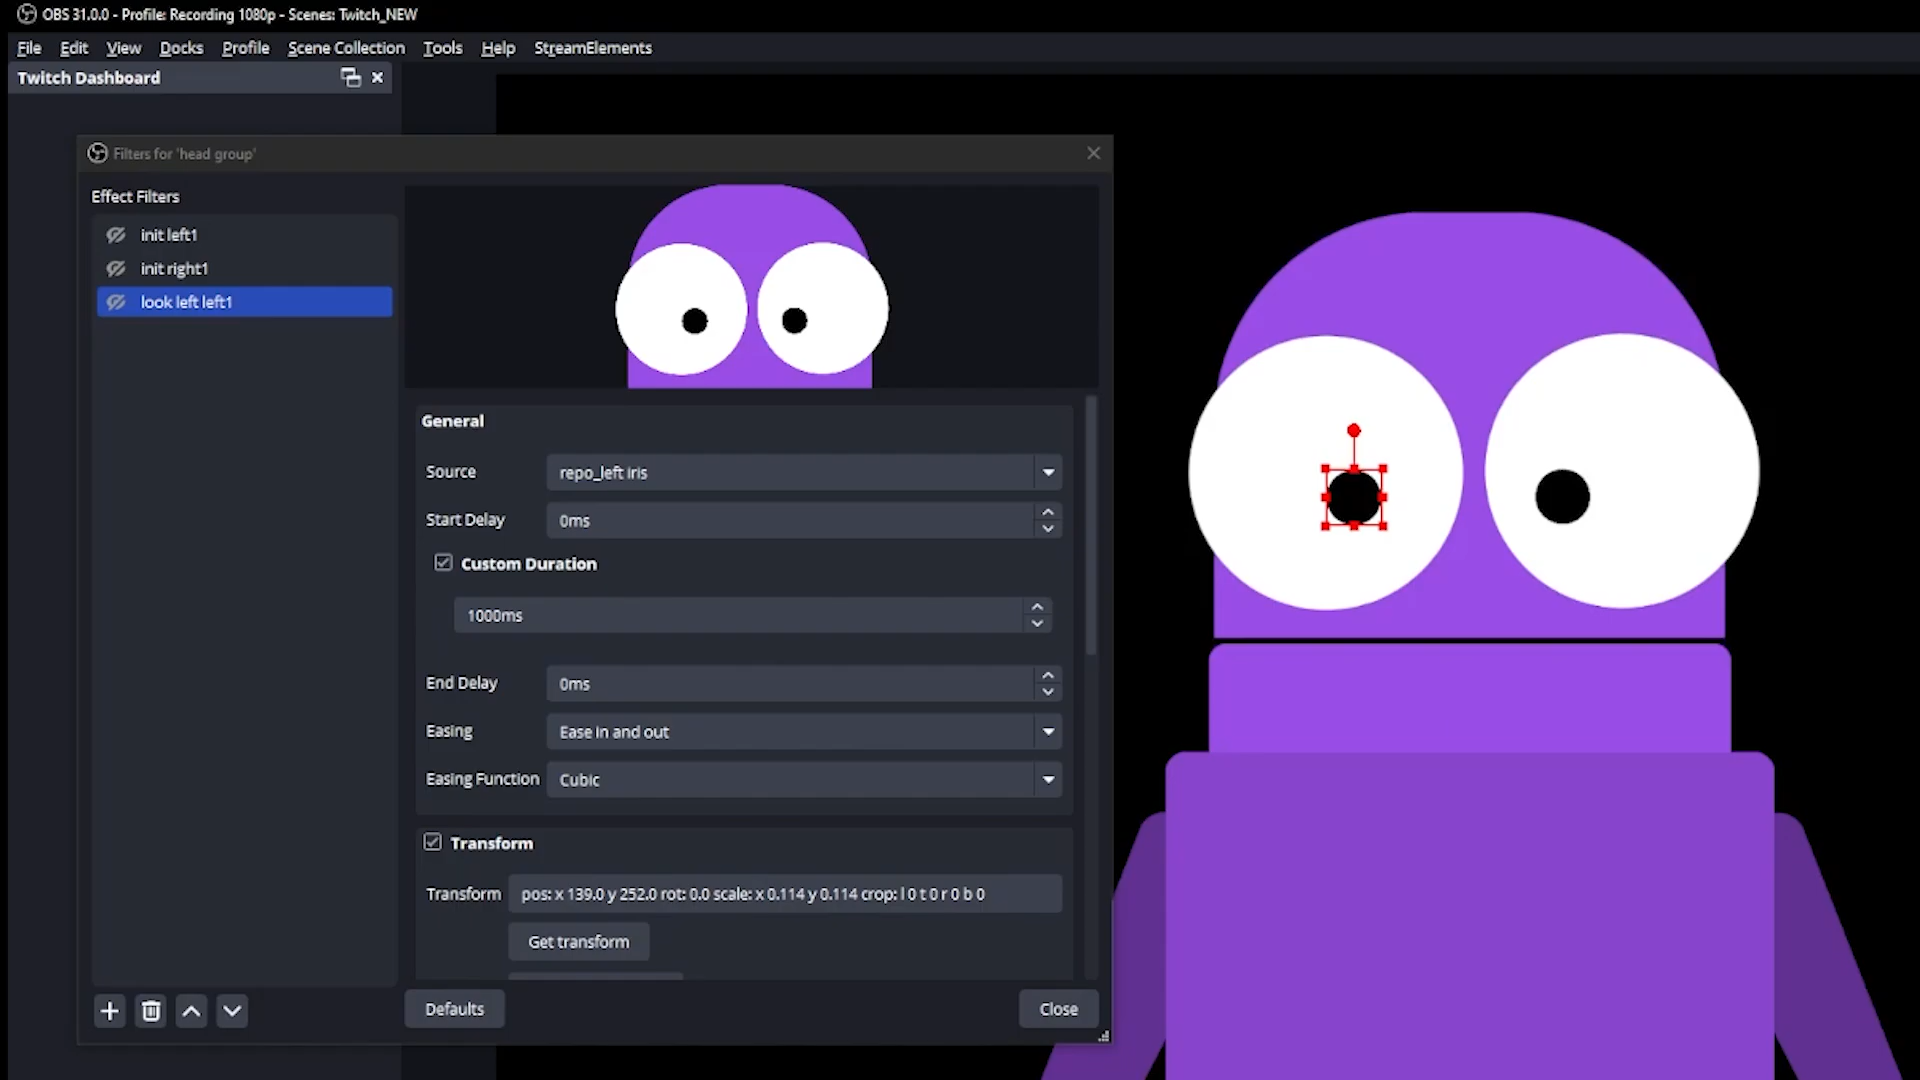 OBS 31.0.0 - Profile: Recording 1080p - Scenes: Twitch_NEW
File Edit View Docks Profile Scene Collection Tools Help StreamElements
Twitch Dashboard
Filters for 'head group'
Effect Filters
init left1
init right1
look left left1
General
Source repo_left iris
Start Delay 0ms
Custom Duration
1000ms
End Delay 0ms
Easing Ease in and out
Easing Function Cubic
Transform
Transform pos: x 139.0 y 252.0 rot: 0.0 scale: x 0.114 y 0.114 crop: l 0 t 0 r 0 b 0
Get transform
Defaults
Close